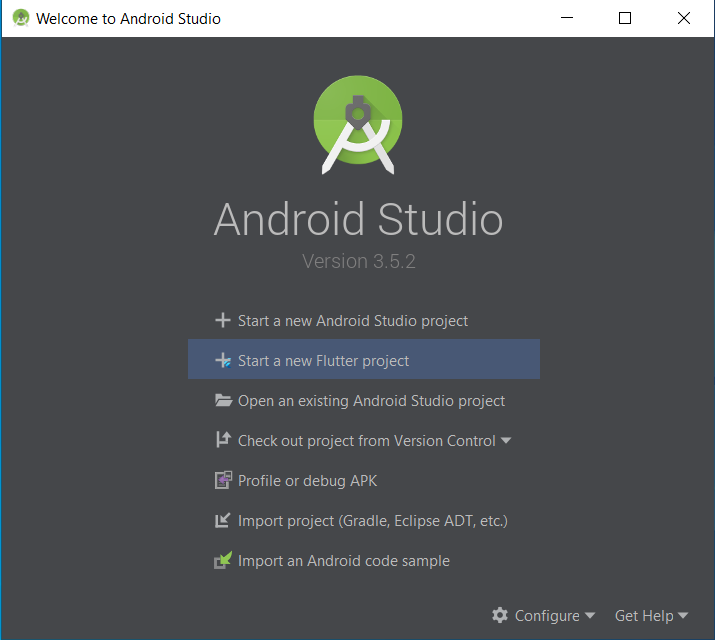 Welcome to Android Studio
Android Studio
Version 3.5.2
Start a new Android Studio project
Start a new Flutter project
Open an existing Android Studio project
Check out project from Version Control
Profile or debug APK
Import project (Gradle, Eclipse ADT, etc.)
Import an Android code sample
Configure Get Help